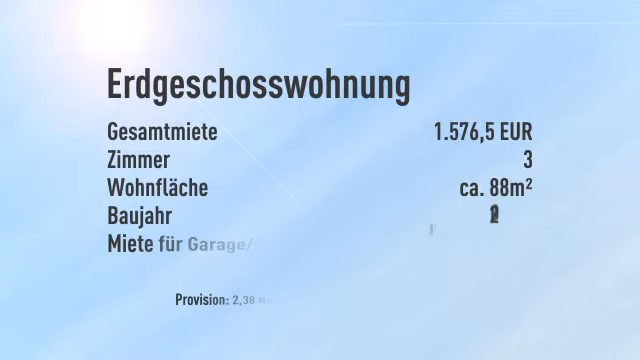 Erdgeschosswohnung
Gesamtmiete 1.576,5 EUR
Zimmer 3
Wohnfläche ca. 88m²
Baujahr
Miete für Garage/
Provision: 2,38